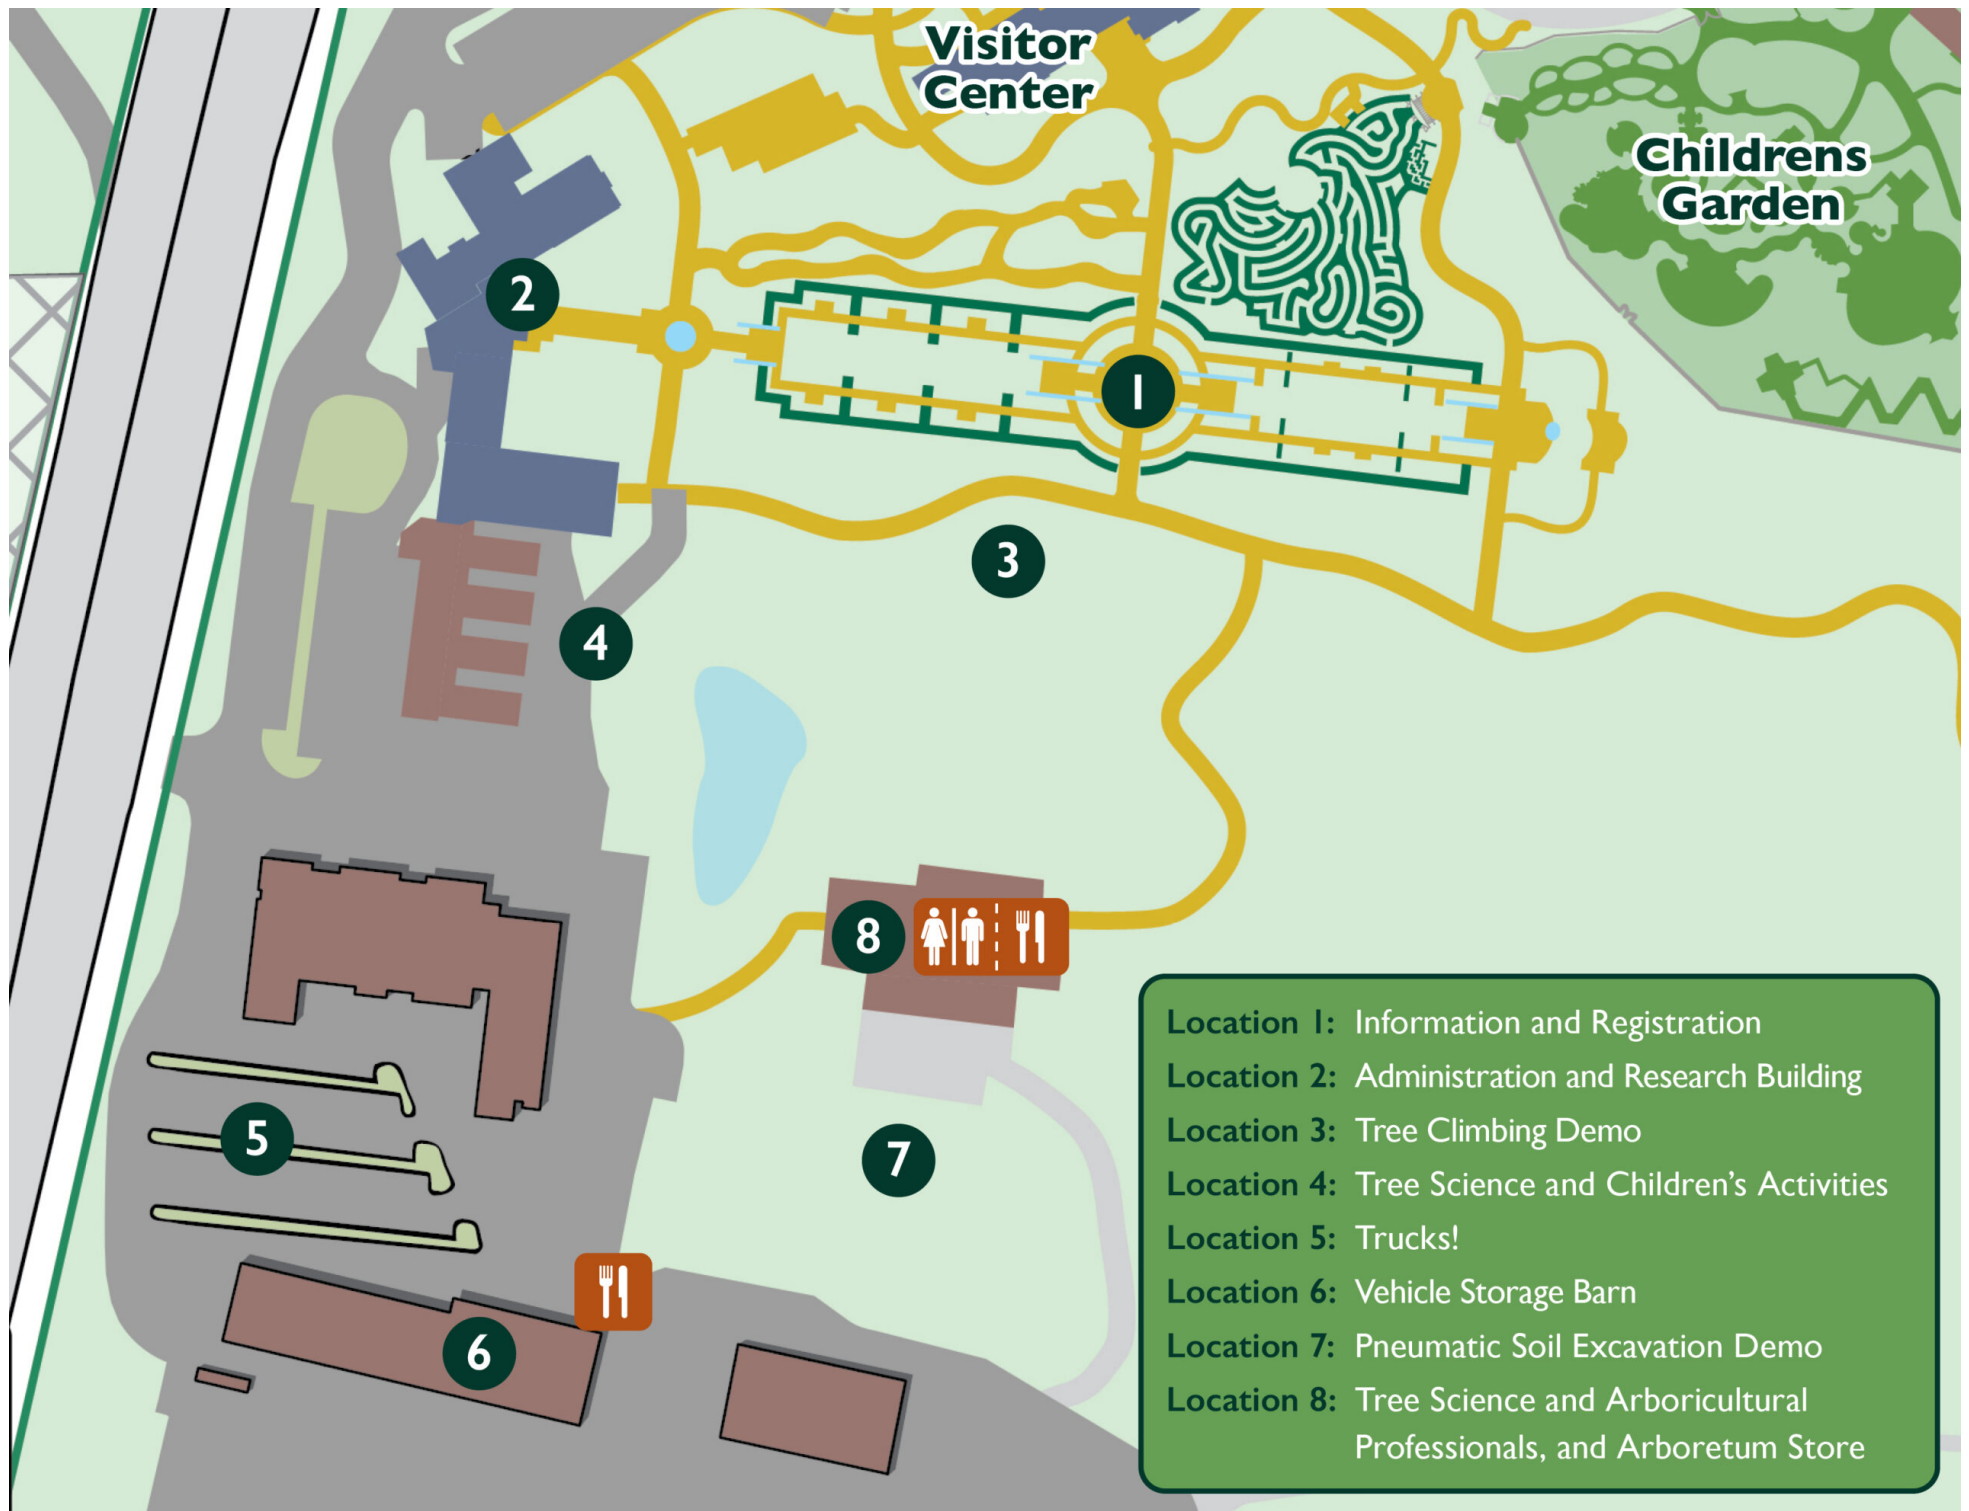 Visitor
Center
Childrens
Garden
2
1
3
4
8
5
7
6
Location 1: Information and Registration
Location 2: Administration and Research Building
Location 3: Tree Climbing Demo
Location 4: Tree Science and Children’s Activities
Location 5: Trucks!
Location 6: Vehicle Storage Barn
Location 7: Pneumatic Soil Excavation Demo
Location 8: Tree Science and Arboricultural
Professionals, and Arboretum Store